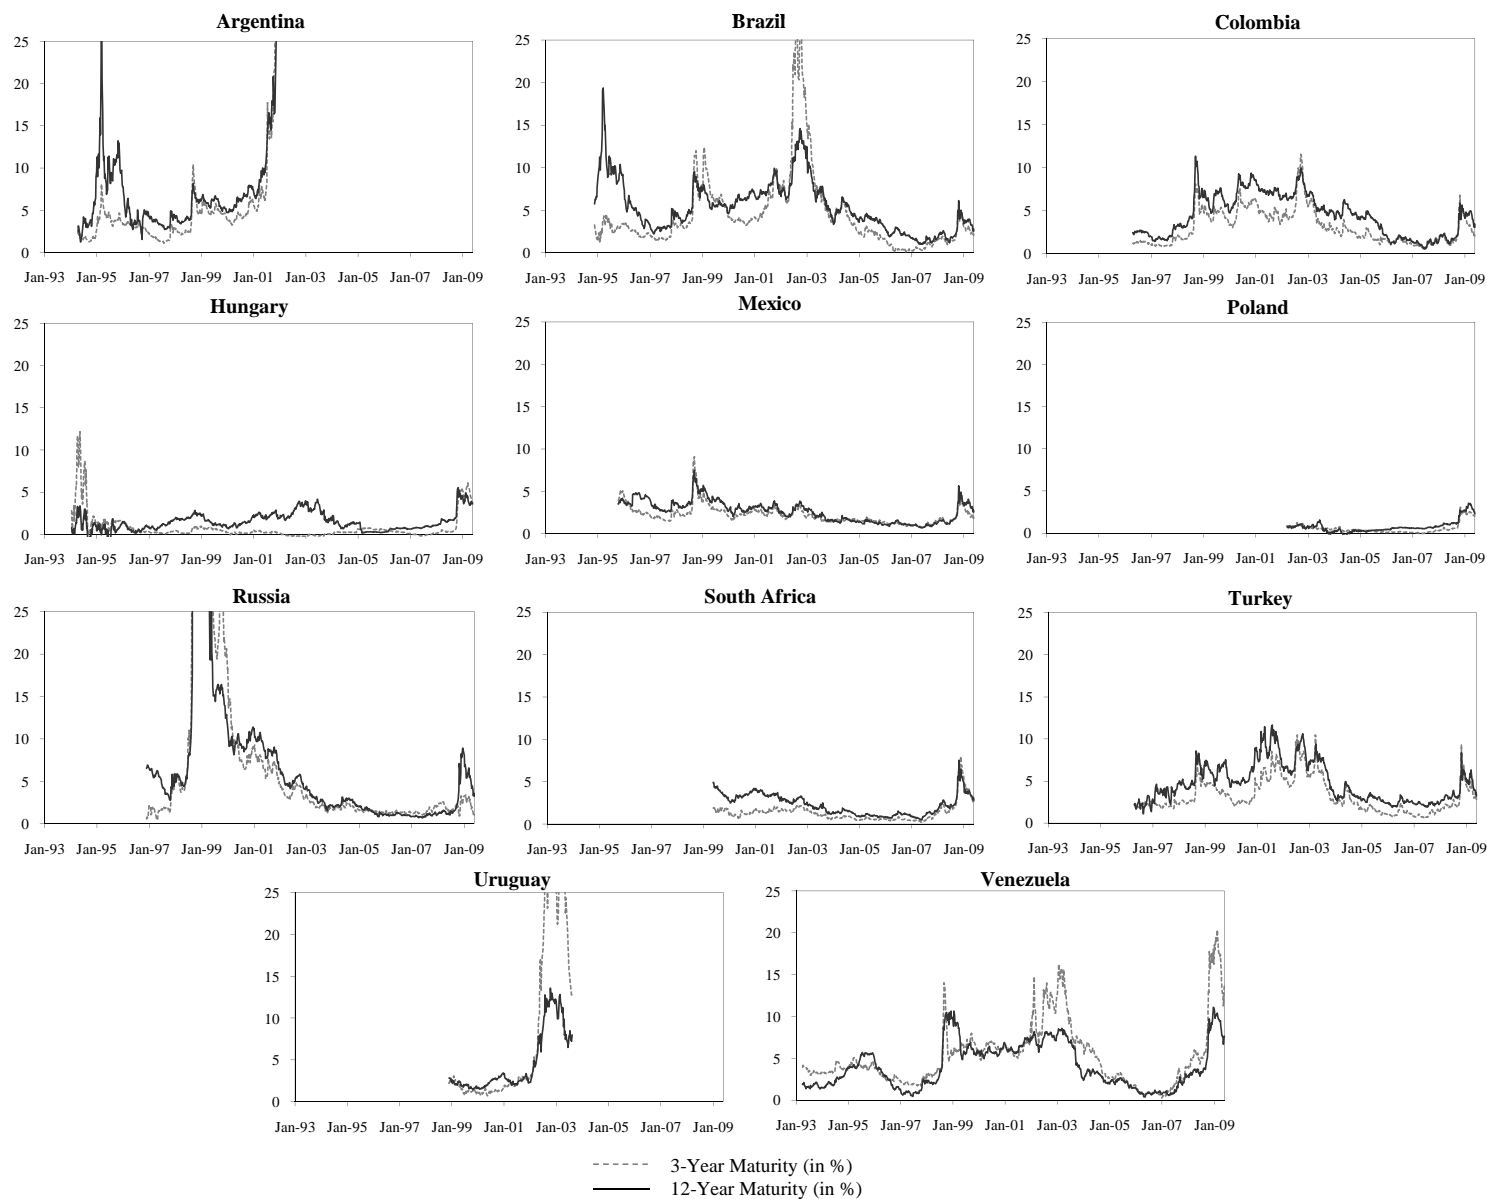 Argentina
25
20
15
10
5
0
Jan-93 Jan-95 Jan-97 Jan-99 Jan-01 Jan-03 Jan-05 Jan-07 Jan-09
Brazil
25
20
15
10
5
0
Jan-93 Jan-95 Jan-97 Jan-99 Jan-01 Jan-03 Jan-05 Jan-07 Jan-09
Colombia
25
20
15
10
5
0
Jan-93 Jan-95 Jan-97 Jan-99 Jan-01 Jan-03 Jan-05 Jan-07 Jan-09
Hungary
25
20
15
10
5
0
Jan-93 Jan-95 Jan-97 Jan-99 Jan-01 Jan-03 Jan-05 Jan-07 Jan-09
Mexico
25
20
15
10
5
0
Jan-93 Jan-95 Jan-97 Jan-99 Jan-01 Jan-03 Jan-05 Jan-07 Jan-09
Poland
25
20
15
10
5
0
Jan-93 Jan-95 Jan-97 Jan-99 Jan-01 Jan-03 Jan-05 Jan-07 Jan-09
Russia
25
20
15
10
5
0
Jan-93 Jan-95 Jan-97 Jan-99 Jan-01 Jan-03 Jan-05 Jan-07 Jan-09
South Africa
25
20
15
10
5
0
Jan-93 Jan-95 Jan-97 Jan-99 Jan-01 Jan-03 Jan-05 Jan-07 Jan-09
Turkey
25
20
15
10
5
0
Jan-93 Jan-95 Jan-97 Jan-99 Jan-01 Jan-03 Jan-05 Jan-07 Jan-09
Uruguay
25
20
15
10
5
0
Jan-93 Jan-95 Jan-97 Jan-99 Jan-01 Jan-03 Jan-05 Jan-07 Jan-09
Venezuela
25
20
15
10
5
0
Jan-93 Jan-95 Jan-97 Jan-99 Jan-01 Jan-03 Jan-05 Jan-07 Jan-09
3-Year Maturity (in %)
12-Year Maturity (in %)